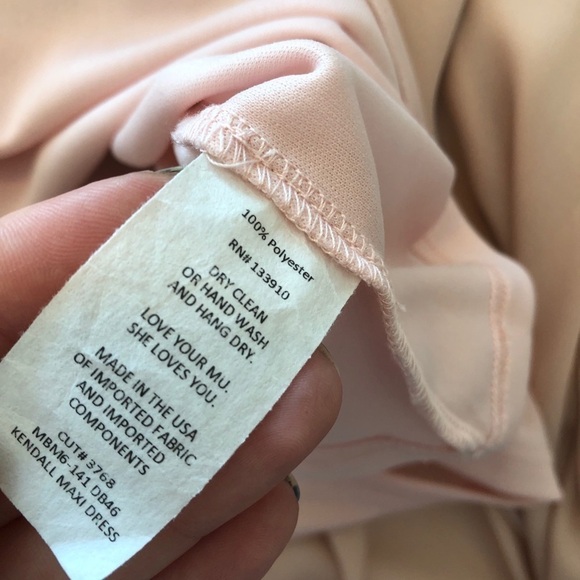 100% Polyester
RN# 133910
DRY CLEAN
OR HAND WASH
AND HANG DRY.
LOVE YOUR MU.
SHE LOVES YOU.
MADE IN THE USA
OF IMPORTED FABRIC
AND IMPORTED
COMPONENTS
CUT# 3768
MBM6-141 DB46
KENDALL MAXI DRESS